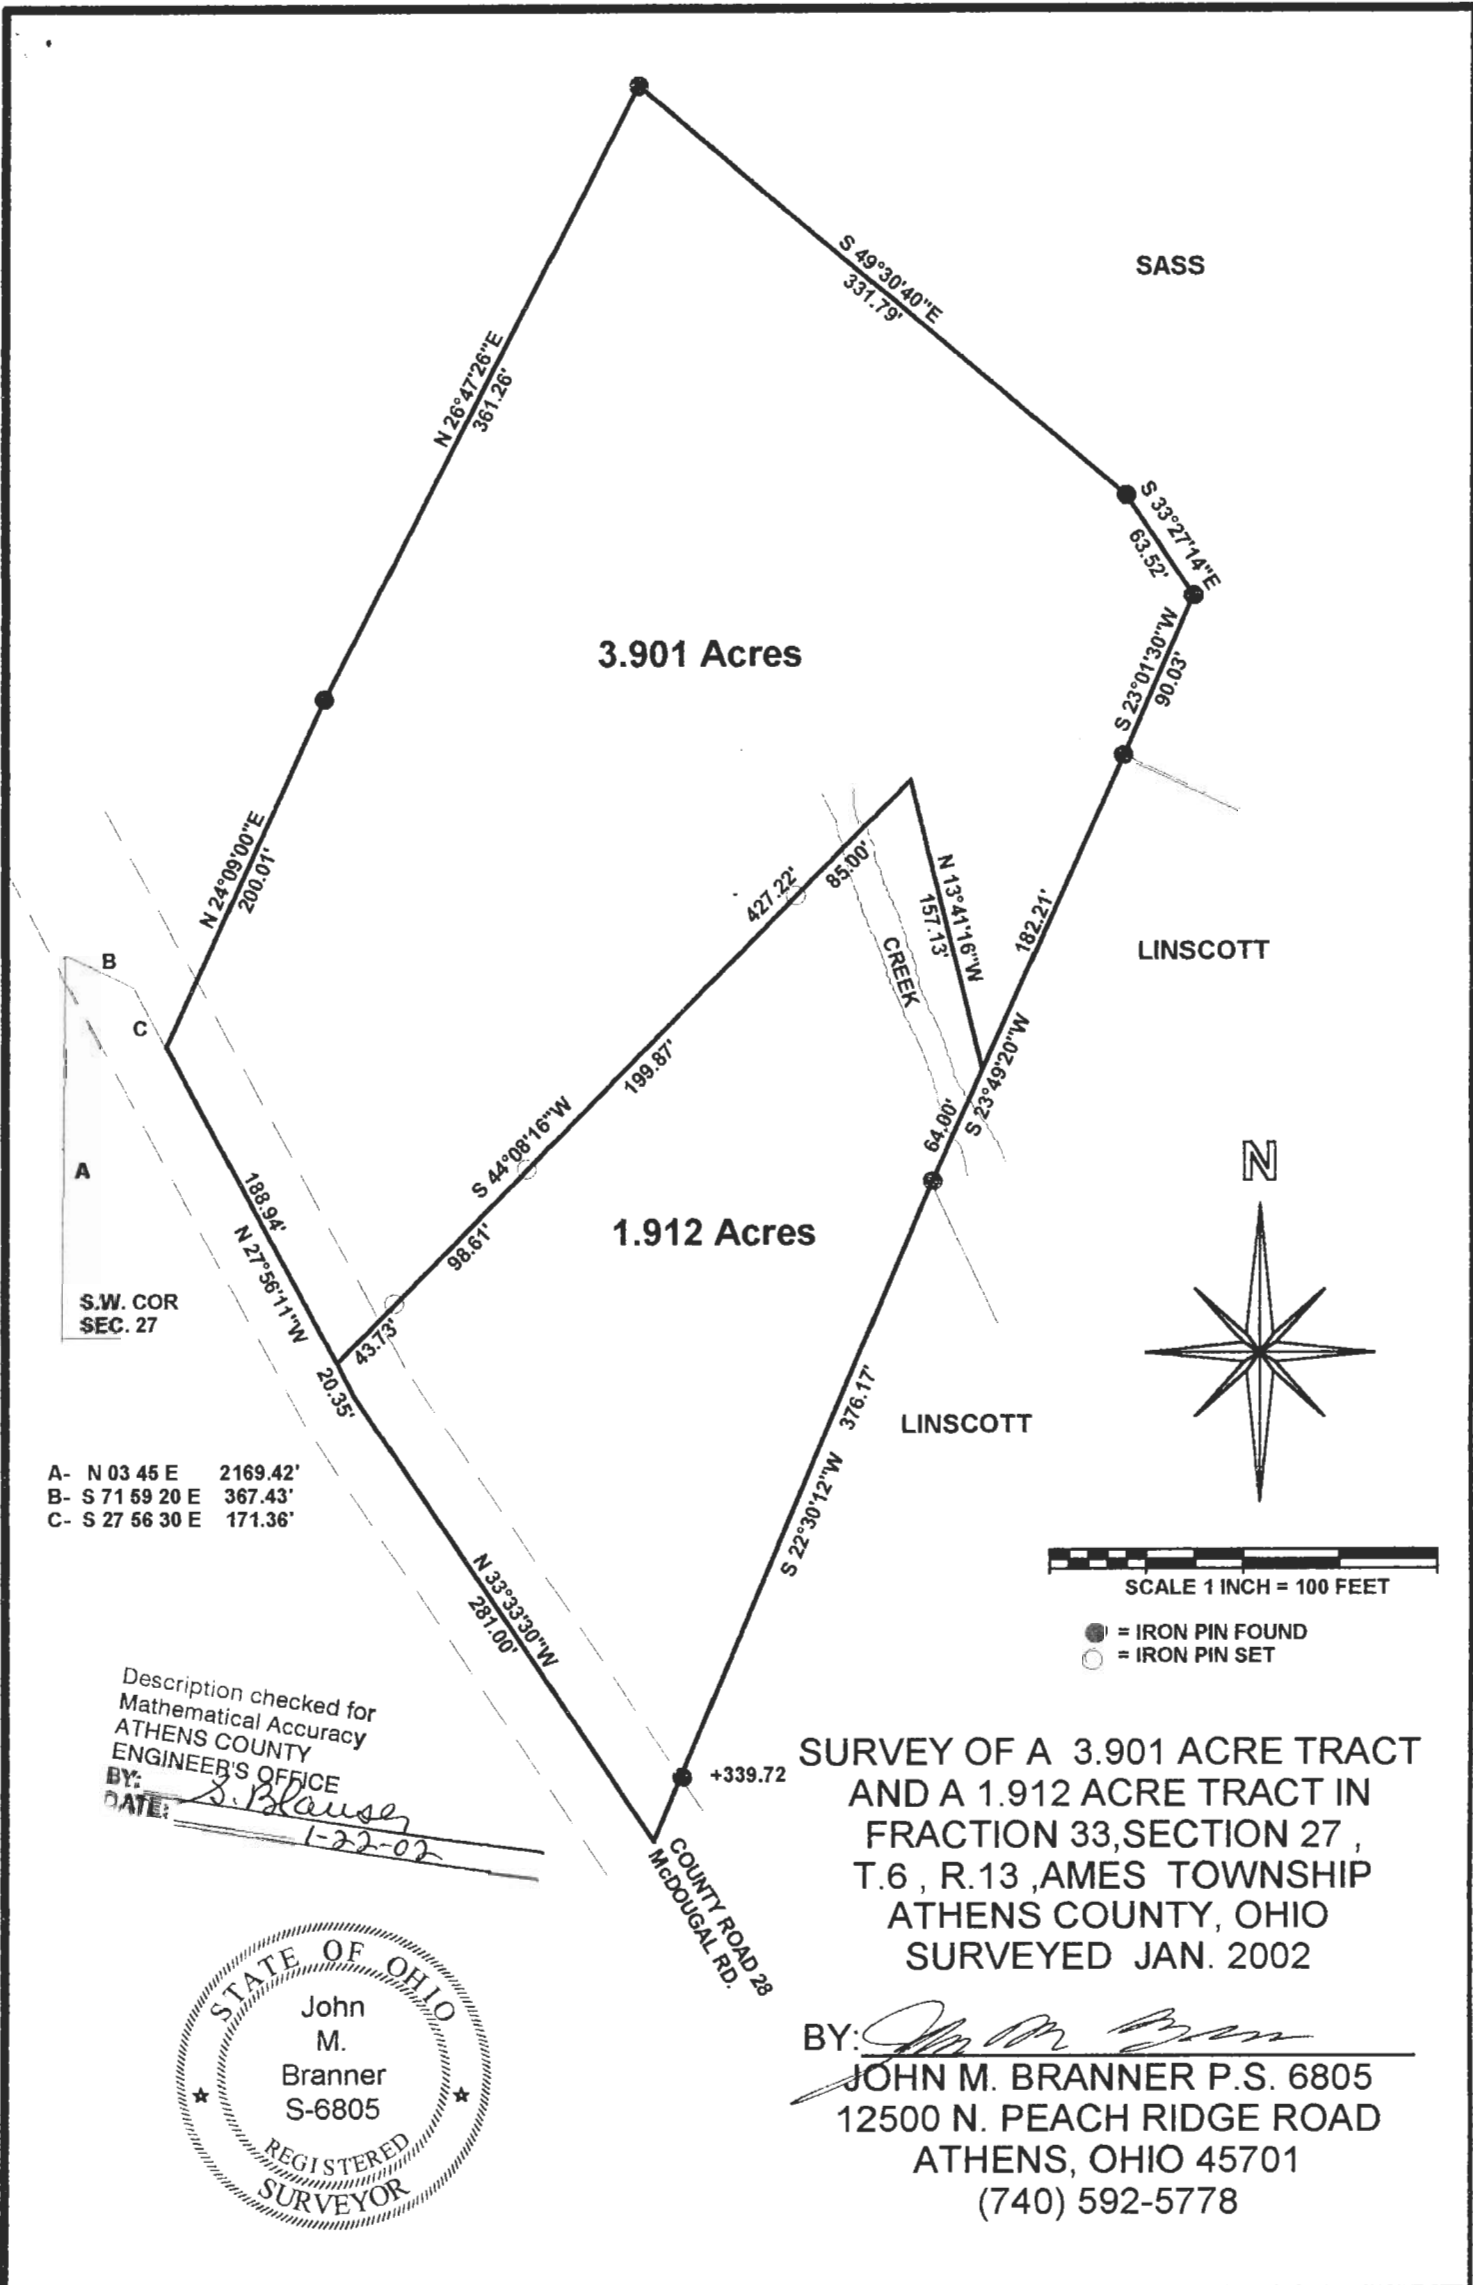 S 49°30'40"E
331.79'
SASS
N 26°47'26"E
361.26'
S 33°27'14"E
63.52'
3.901 Acres
S 23°01'30"W
90.03'
N 24°09'00"E
200.01'
427.22'
85.00'
N 13°41'16"W
157.13'
182.21'
CREEK
LINSCOTT
B
C
A
199.87'
S 44°08'16"W
98.61'
43.73'
64.00'
S 23°49'20"W
188.94'
N 27°56'11"W
20.35'
1.912 Acres
N
S.W. COR
SEC. 27
376.17'
S 22°30'12"W
LINSCOTT
A- N 03 45 E 2169.42'
B- S 71 59 20 E 367.43'
C- S 27 56 30 E 171.36'
N 33°33'30"W
281.00'
SCALE 1 INCH = 100 FEET
= IRON PIN FOUND
= IRON PIN SET
Description checked for
Mathematical Accuracy
ATHENS COUNTY
ENGINEER'S OFFICE
BY: S. Blauser
DATE: 1-22-02
+339.72
COUNTY ROAD 28
McDOUGAL RD.
SURVEY OF A 3.901 ACRE TRACT
AND A 1.912 ACRE TRACT IN
FRACTION 33,SECTION 27 ,
T.6 , R.13 ,AMES TOWNSHIP
ATHENS COUNTY, OHIO
SURVEYED JAN. 2002
STATE OF OHIO
John
M.
Branner
S-6805
REGISTERED
SURVEYOR
BY:
JOHN M. BRANNER P.S. 6805
12500 N. PEACH RIDGE ROAD
ATHENS, OHIO 45701
(740) 592-5778